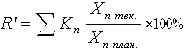 R' = ∑ Kₙ Xₙ тек. / Xₙ план. ×100%